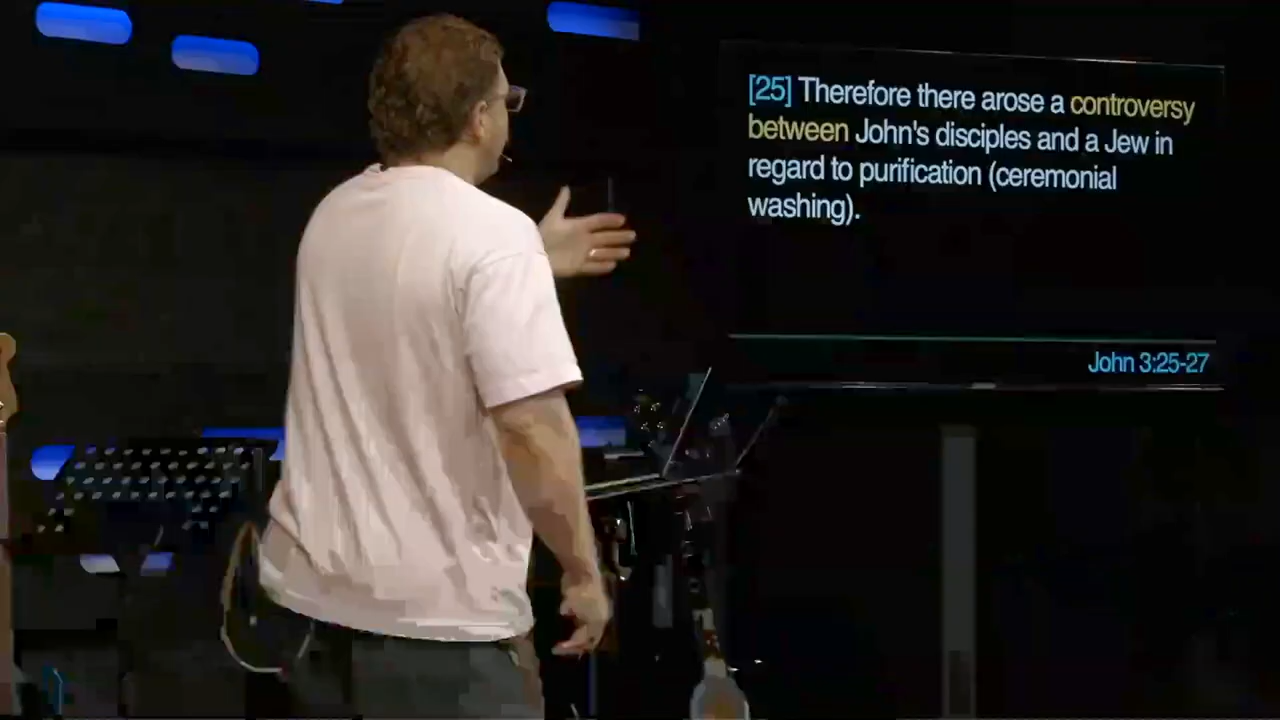 [25] Therefore there arose a controversy
between John's disciples and a Jew in
regard to purification (ceremonial
washing).
John 3:25-27